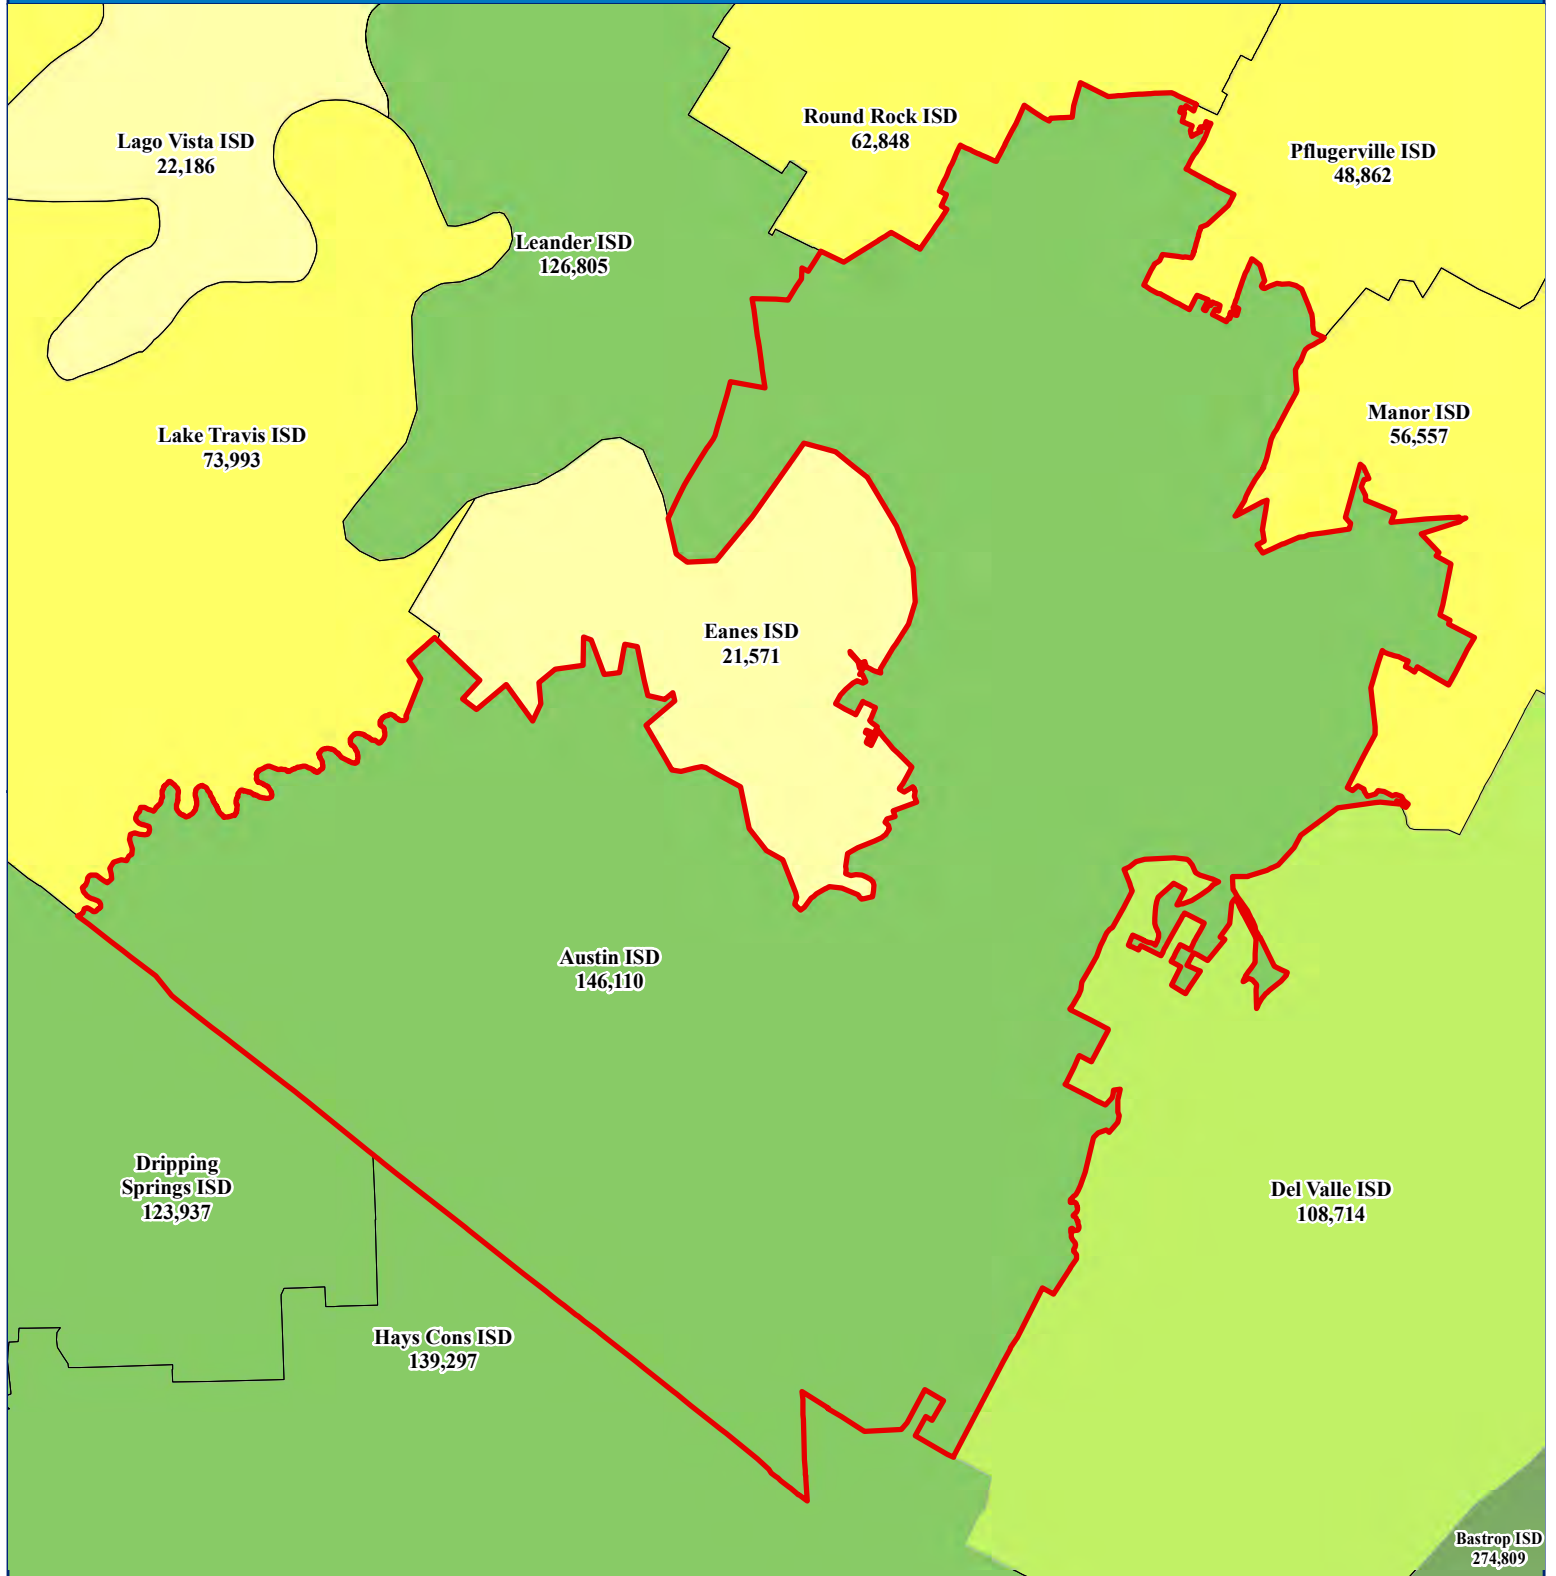 Round Rock ISD
62,848
Lago Vista ISD
22,186
Pflugerville ISD
48,862
Leander ISD
126,805
Manor ISD
56,557
Lake Travis ISD
73,993
Eanes ISD
21,571
Austin ISD
146,110
Dripping
Springs ISD
123,937
Del Valle ISD
108,714
Hays Cons ISD
139,297
Bastrop ISD
274,809